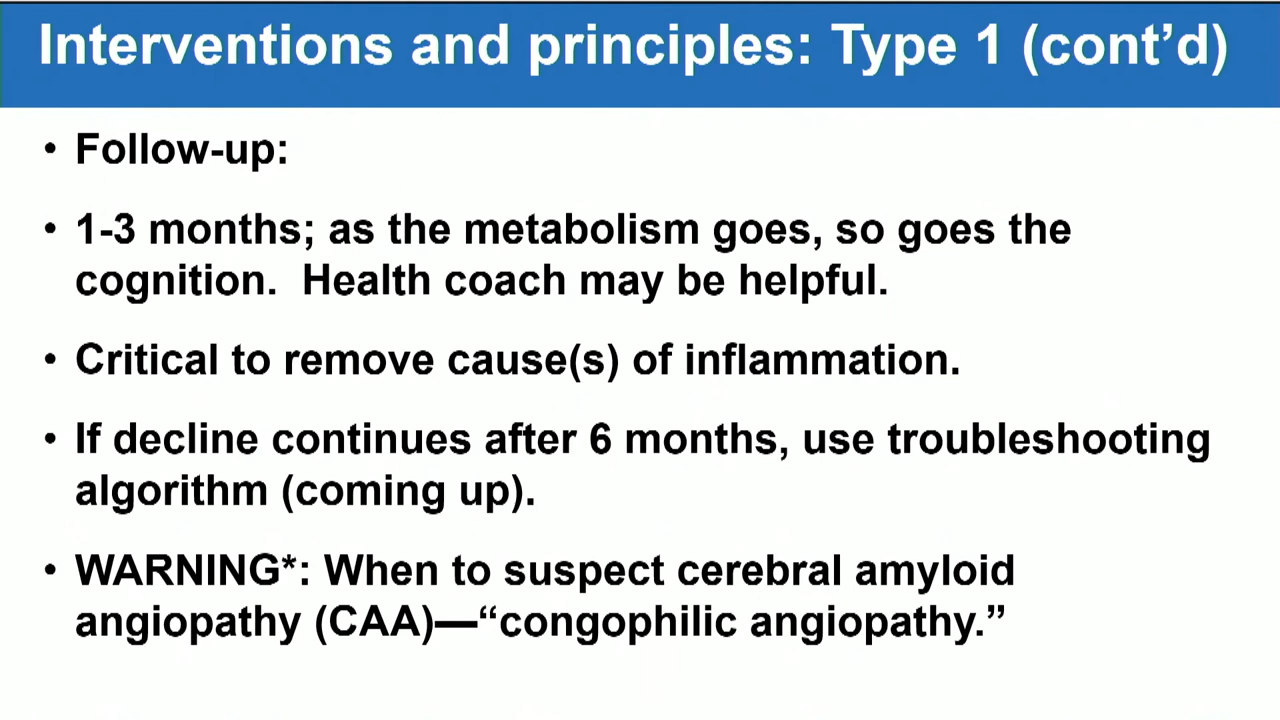 Interventions and principles: Type 1 (cont’d)
• Follow-up:
• 1-3 months; as the metabolism goes, so goes the
cognition.  Health coach may be helpful.
• Critical to remove cause(s) of inflammation.
• If decline continues after 6 months, use troubleshooting
algorithm (coming up).
• WARNING*: When to suspect cerebral amyloid
angiopathy (CAA)—“congophilic angiopathy.”